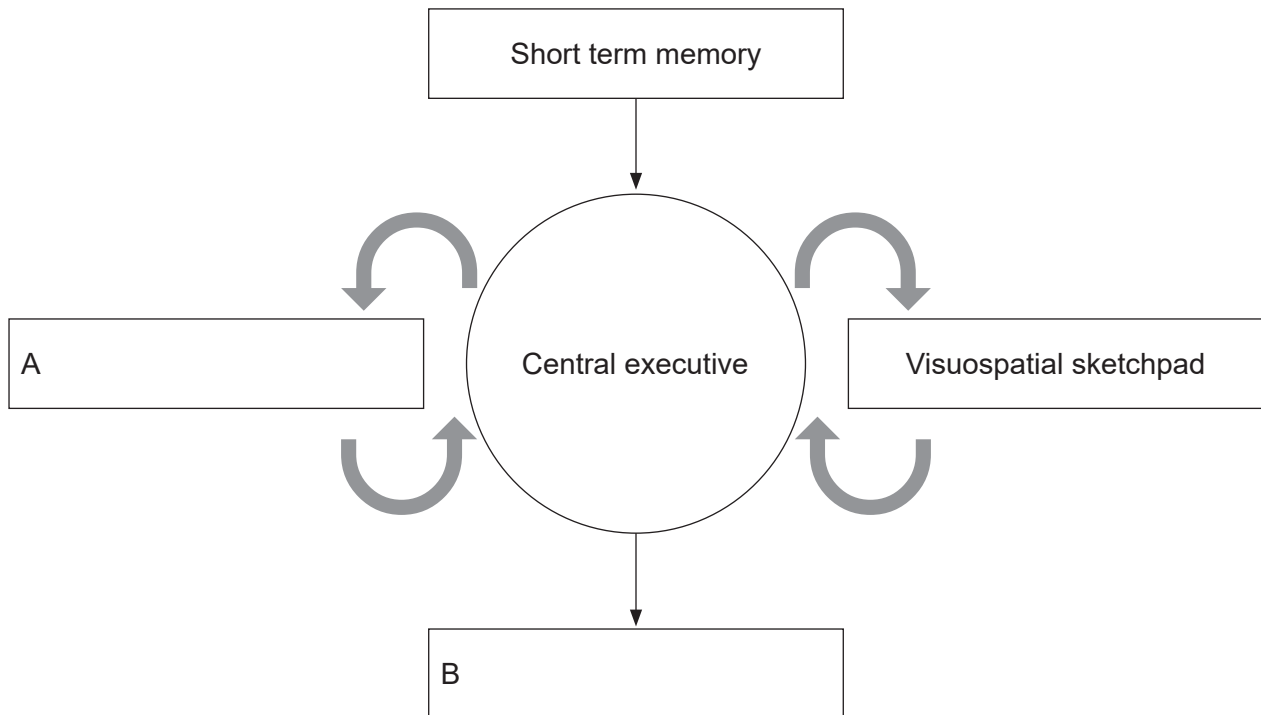 Short term memory
A
Central executive
Visuospatial sketchpad
B